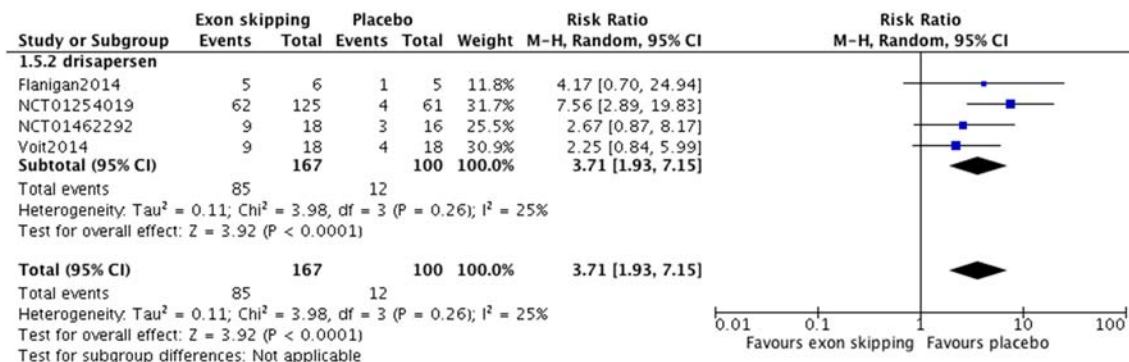 Exon skipping Placebo Risk Ratio Risk Ratio
Study or Subgroup Events Total Events Total Weight M-H, Random, 95% CI M-H, Random, 95% CI
1.5.2 drisapersen
Flanigan2014 5 6 1 5 11.8% 4.17 [0.70, 24.94]
NCT01254019 62 125 4 61 31.7% 7.56 [2.89, 19.83]
NCT01462292 9 18 3 16 25.5% 2.67 [0.87, 8.17]
Voit2014 9 18 4 18 30.9% 2.25 [0.84, 5.99]
Subtotal (95% CI) 167 100 100.0% 3.71 [1.93, 7.15]
Total events 85 12
Heterogeneity: Tau² = 0.11; Chi² = 3.98, df = 3 (P = 0.26); I² = 25%
Test for overall effect: Z = 3.92 (P < 0.0001)
Total (95% CI) 167 100 100.0% 3.71 [1.93, 7.15]
Total events 85 12
Heterogeneity: Tau² = 0.11; Chi² = 3.98, df = 3 (P = 0.26); I² = 25%
Test for overall effect: Z = 3.92 (P < 0.0001)
Test for subgroup differences: Not applicable
0.01 0.1 1 10 100
Favours exon skipping Favours placebo